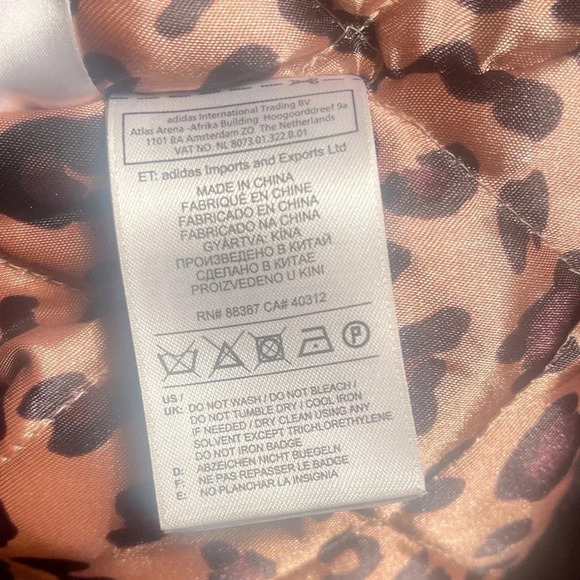 adidas International Trading BV
Atlas Arena -Afrika Building Hoogoorddreef 9a
1101 BA Amsterdam ZO The Netherlands
VAT NO. NL 8073.01.322.B.01
ET: adidas Imports and Exports Ltd
MADE IN CHINA
FABRIQUÉ EN CHINE
FABRICADO EN CHINA
FABRICADO NA CHINA
GYÁRTVA: KÍNA
ПРОИЗВЕДЕНО В КИТАЙ
СДЕЛАНО В КИТАЕ
PROIZVEDENO U KINI
RN# 88387 CA# 40312
P
US /
UK: DO NOT WASH / DO NOT BLEACH /
DO NOT TUMBLE DRY / COOL IRON
IF NEEDED / DRY CLEAN USING ANY
SOLVENT EXCEPT TRICHLORETHYLENE
DO NOT IRON BADGE
D: ABZEICHEN NICHT BUEGELN
F: NE PAS REPASSER LE BADGE
E: NO PLANCHAR LA INSIGNIA